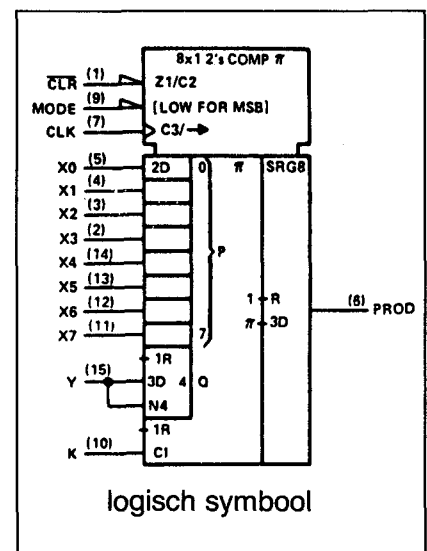 8x1 2's COMP π
CLR (1) Z1/C2
MODE (9) [LOW FOR MSB]
CLK (7) C3/→
X0 (5) 2D 0 π SRG8
X1 (4)
X2 (3)
X3 (2)
P
X4 (14)
X5 (13)
X6 (12) 1 R
(6) PROD
π 3D
X7 (11) 7
1R
Y (15) 3D 4 Q
N4
1R
K (10) C1
logisch symbool